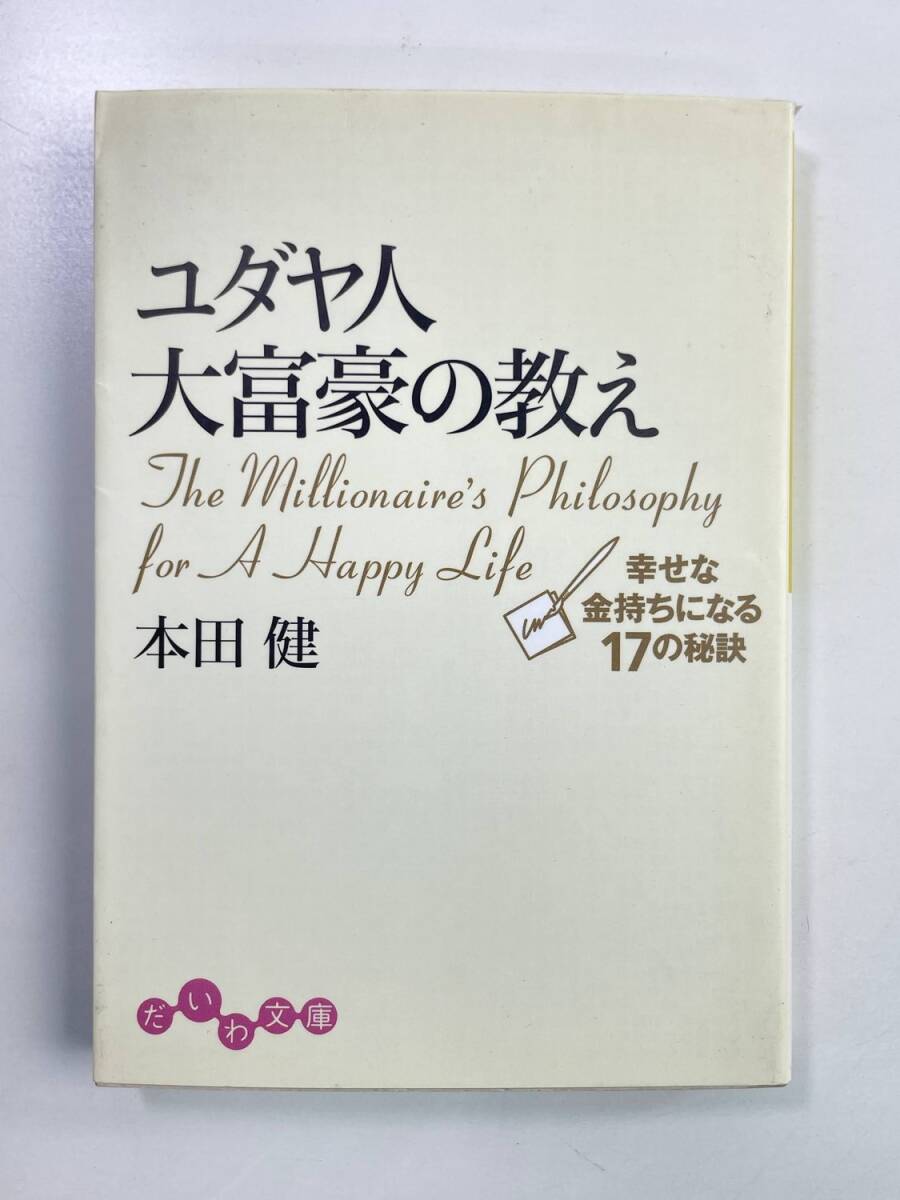 ユダヤ人
大富豪の教え
The Millionaire's Philosophy
for A Happy Life
幸せな
金持ちになる
17の秘訣
本田 健
だいわ文庫